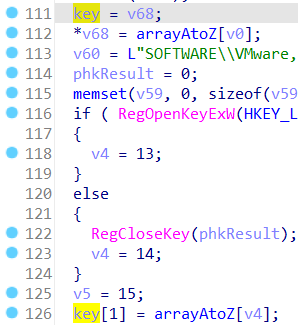 111 key = v68;
112 *v68 = arrayAtoZ[v0];
113 v60 = L"SOFTWARE\\VMware,
114 phkResult = 0;
115 memset(v59, 0, sizeof(v59
116 if ( RegOpenKeyExW(HKEY_L
117 {
118 v4 = 13;
119 }
120 else
121 {
122 RegCloseKey(phkResult);
123 v4 = 14;
124 }
125 v5 = 15;
126 key[1] = arrayAtoZ[v4];